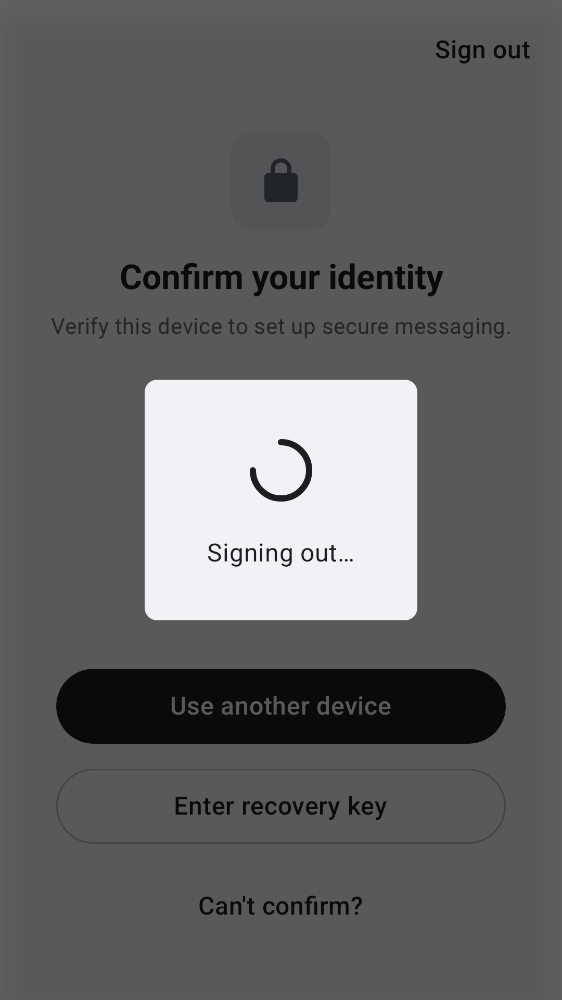 Sign out
Confirm your identity
Verify this device to set up secure messaging.
Signing out…
Use another device
Enter recovery key
Can't confirm?